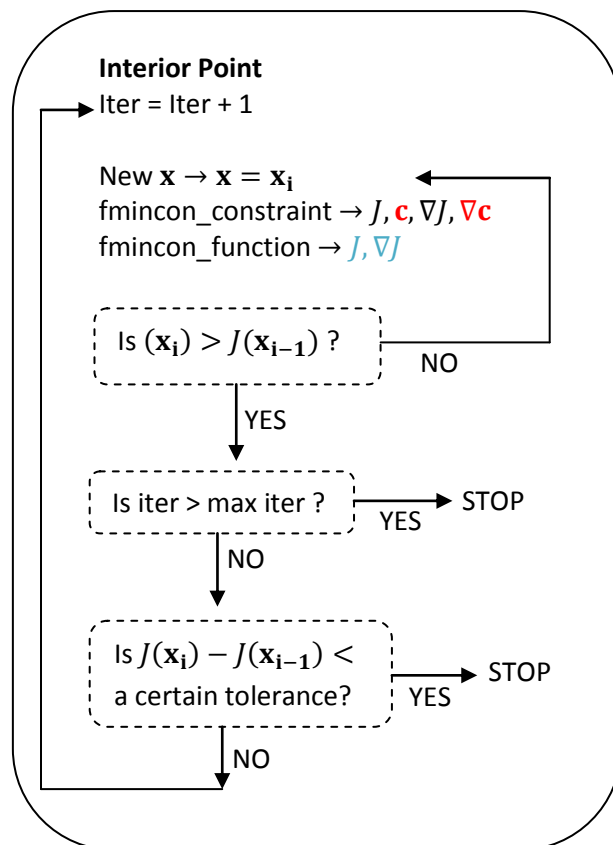 Interior Point
Iter = Iter + 1
New x → x = xᵢ
fmincon_constraint → J, c, ∇J, ∇c
fmincon_function → J, ∇J
Is (xᵢ) > J(xᵢ₋₁) ?
NO
YES
Is iter > max iter ?
YES
STOP
NO
Is J(xᵢ) − J(xᵢ₋₁) <
a certain tolerance?
YES
STOP
NO